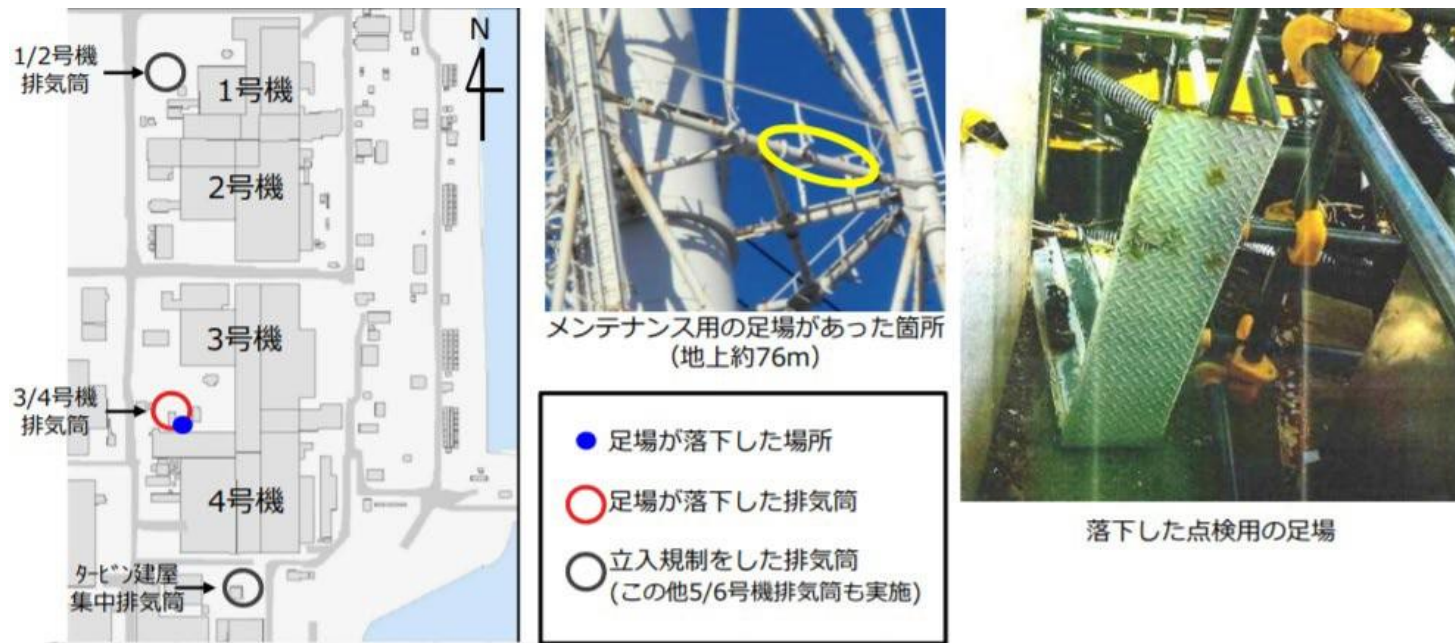 1/2号機
排気筒
1号機
N
2号機
3号機
3/4号機
排気筒
4号機
ﾀｰﾋﾞﾝ建屋
集中排気筒
メンテナンス用の足場があった箇所
（地上約76m）
足場が落下した場所
足場が落下した排気筒
立入規制をした排気筒
(この他5/6号機排気筒も実施)
落下した点検用の足場